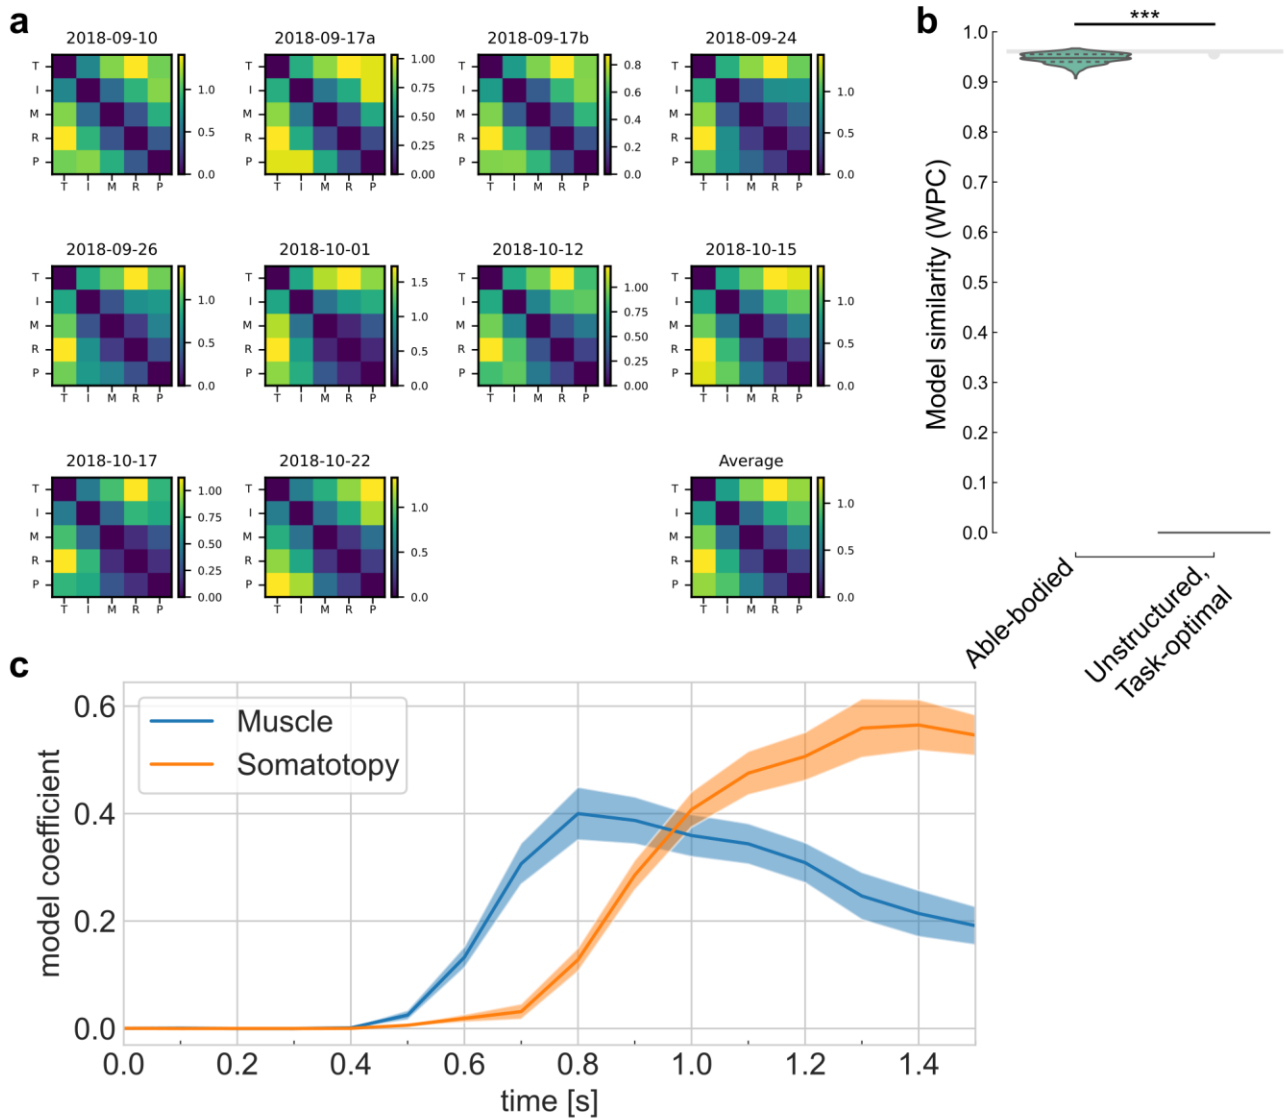 a
2018-09-10
T
I
M
R
P
T I M R P
1.0
0.5
0.0
2018-09-17a
T
I
M
R
P
T I M R P
1.00
0.75
0.50
0.25
0.00
2018-09-17b
T
I
M
R
P
T I M R P
0.8
0.6
0.4
0.2
0.0
2018-09-24
T
I
M
R
P
T I M R P
1.0
0.5
0.0
2018-09-26
T
I
M
R
P
T I M R P
1.0
0.5
0.0
2018-10-01
T
I
M
R
P
T I M R P
1.5
1.0
0.5
0.0
2018-10-12
T
I
M
R
P
T I M R P
1.00
0.75
0.50
0.25
0.00
2018-10-15
T
I
M
R
P
T I M R P
1.0
0.5
0.0
2018-10-17
T
I
M
R
P
T I M R P
1.00
0.75
0.50
0.25
0.00
2018-10-22
T
I
M
R
P
T I M R P
1.0
0.5
0.0
Average
T
I
M
R
P
T I M R P
1.0
0.5
0.0
b
***
1.0
0.9
0.8
0.7
0.6
0.5
0.4
0.3
0.2
0.1
0.0
Model similarity (WPC)
Able-bodied
Unstructured,
Task-optimal
c
Muscle
Somatotopy
0.6
0.4
0.2
0.0
model coefficient
0.0 0.2 0.4 0.6 0.8 1.0 1.2 1.4
time [s]